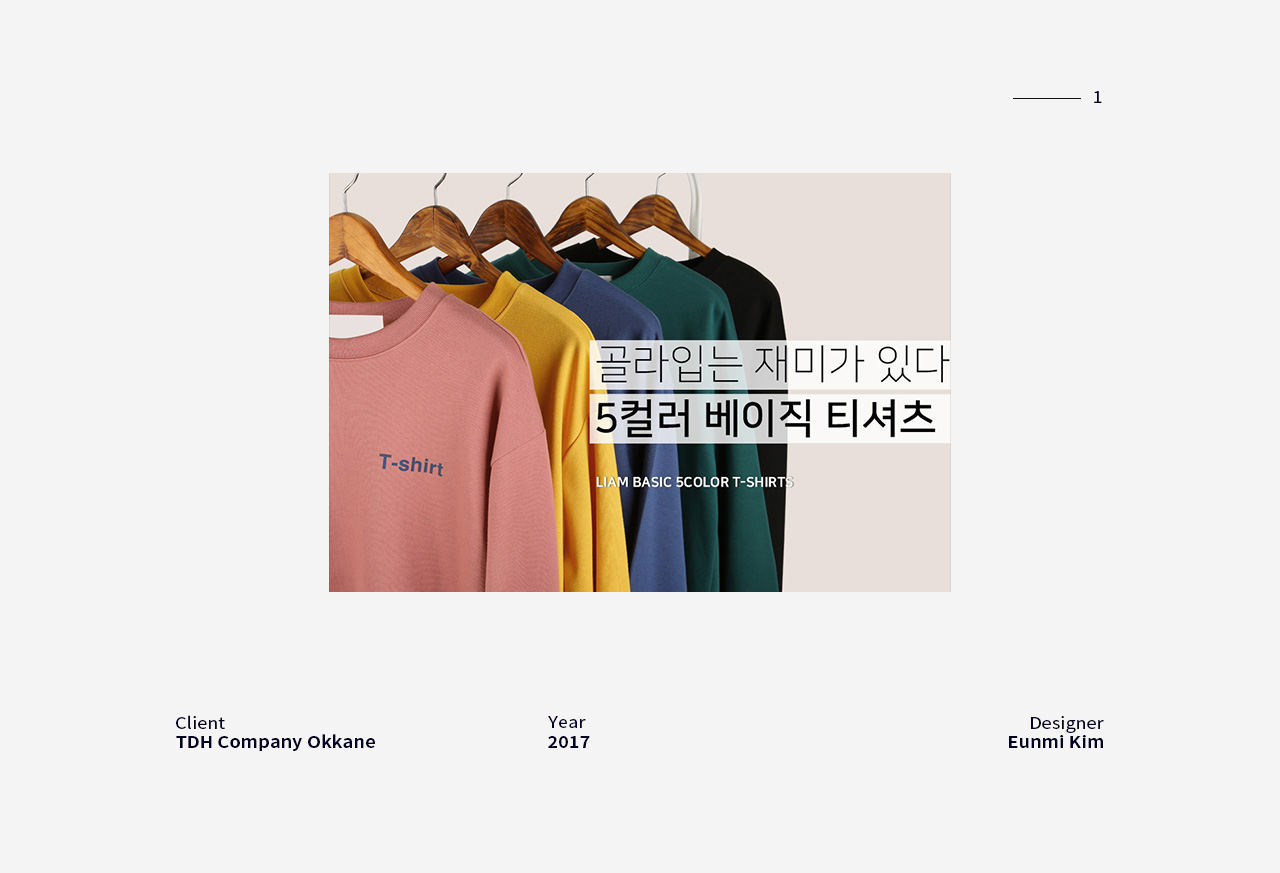 1
골라입는 재미가 있다
5컬러 베이직 티셔츠
LIAM BASIC 5COLOR T-SHIRTS
T-shirt
Client
TDH Company Okkane
Year
2017
Designer
Eunmi Kim